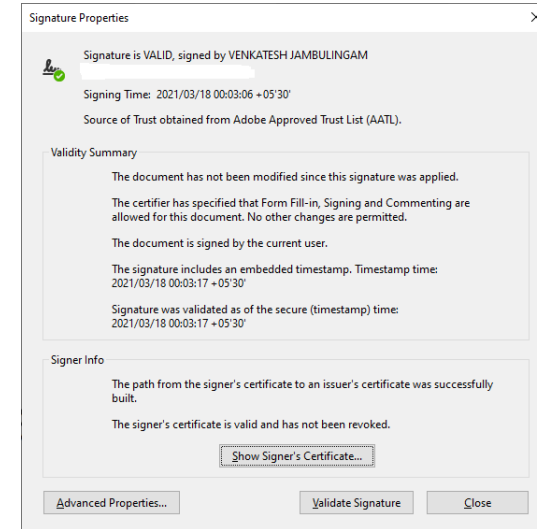 Signature Properties
Signature is VALID, signed by VENKATESH JAMBULINGAM
Signing Time: 2021/03/18 00:03:06 +05'30'
Source of Trust obtained from Adobe Approved Trust List (AATL).
Validity Summary
The document has not been modified since this signature was applied.
The certifier has specified that Form Fill-in, Signing and Commenting are
allowed for this document. No other changes are permitted.
The document is signed by the current user.
The signature includes an embedded timestamp. Timestamp time:
2021/03/18 00:03:17 +05'30'
Signature was validated as of the secure (timestamp) time:
2021/03/18 00:03:17 +05'30'
Signer Info
The path from the signer's certificate to an issuer's certificate was successfully
built.
The signer's certificate is valid and has not been revoked.
Show Signer's Certificate...
Advanced Properties... Validate Signature Close